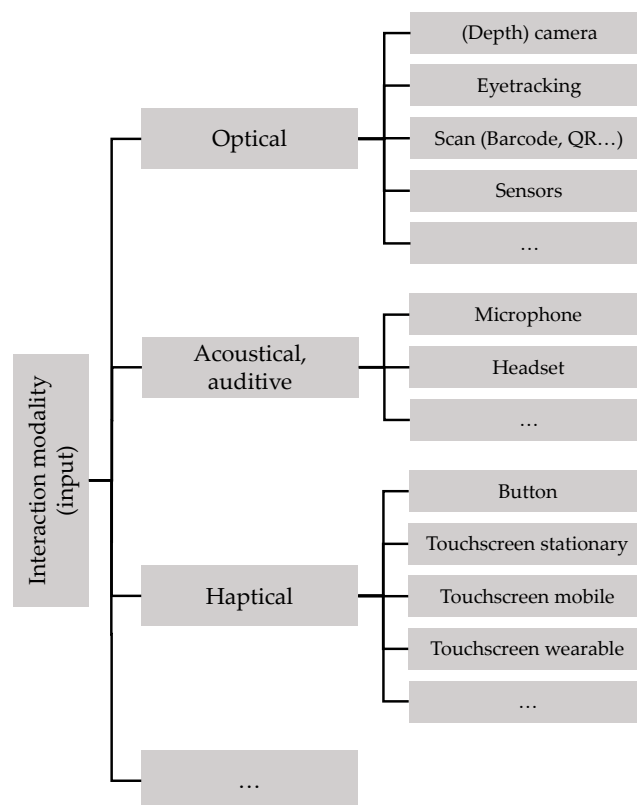 Interaction modality
(input)
Optical
(Depth) camera
Eyetracking
Scan (Barcode, QR…)
Sensors
…
Acoustical,
auditive
Microphone
Headset
…
Haptical
Button
Touchscreen stationary
Touchscreen mobile
Touchscreen wearable
…
…